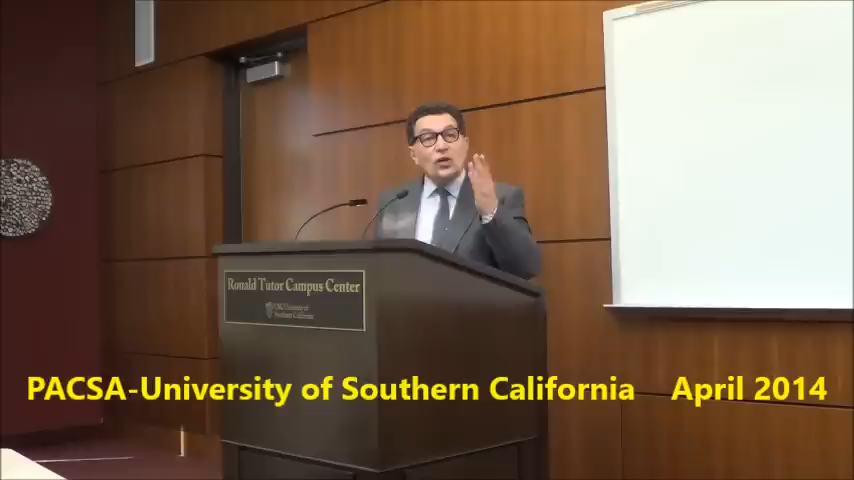 Ronald Tutor Campus Center
USC University of
Southern California
PACSA-University of Southern California April 2014